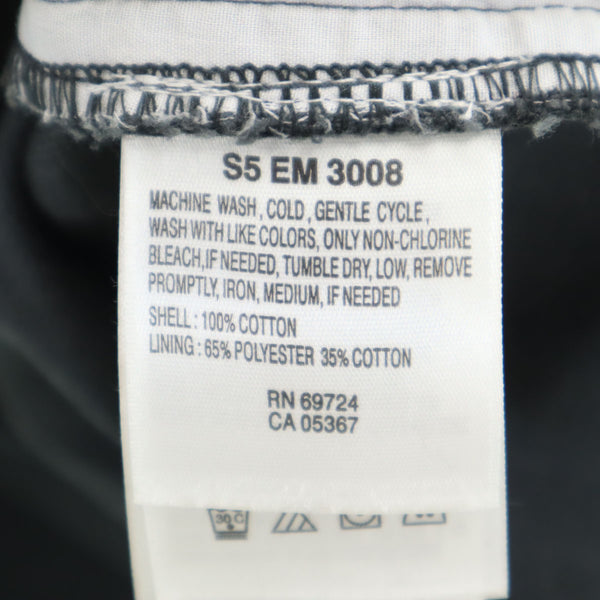 S5 EM 3008
MACHINE WASH, COLD, GENTLE CYCLE,
WASH WITH LIKE COLORS, ONLY NON-CHLORINE
BLEACH, IF NEEDED, TUMBLE DRY, LOW, REMOVE
PROMPTLY, IRON, MEDIUM, IF NEEDED
SHELL: 100% COTTON
LINING: 65% POLYESTER 35% COTTON
RN 69724
CA 05367
30C